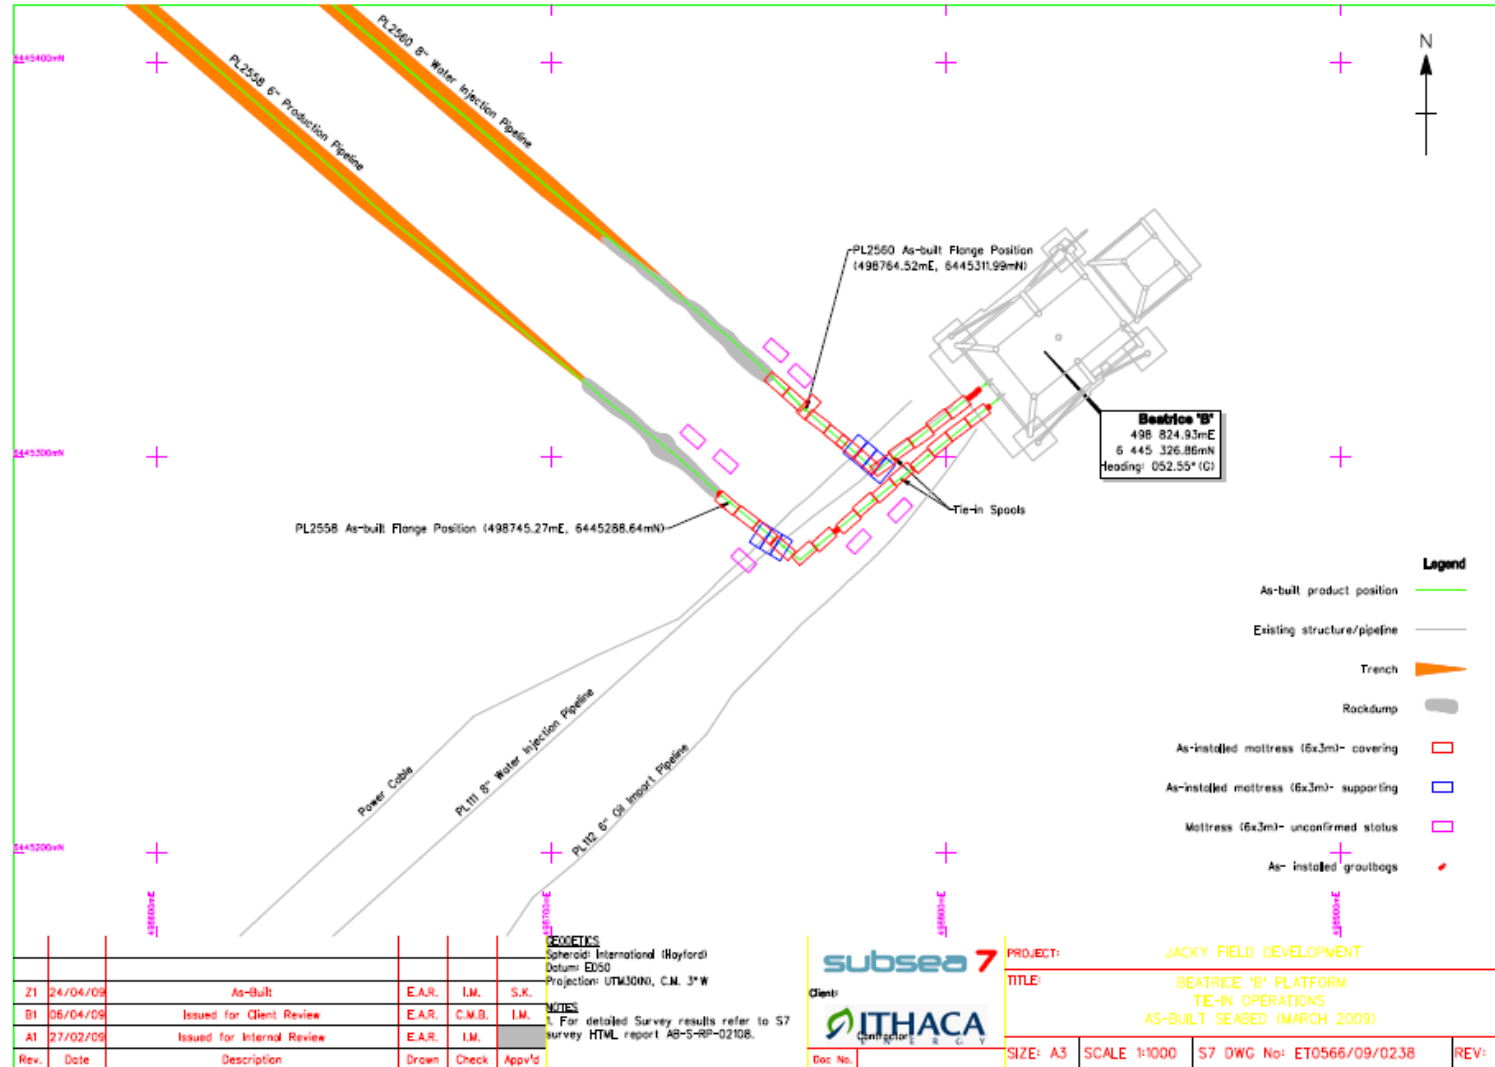 N
6445400mN
PL2560 8" Water Injection Pipeline
PL2558 6" Production Pipeline
PL2560 As-built Flange Position
(498764.52mE, 6445311.99mN)
Beatrice 'B'
498 824.93mE
6 445 326.86mN
Heading: 052.55° (G)
6445300mN
Tie-in Spools
PL2558 As-built Flange Position (498745.27mE, 6445288.64mN)
Power Cable
PL111 8" Water Injection Pipeline
PL112 6" Oil Import Pipeline
Legend
As-built product position
Existing structure/pipeline
Trench
Rockdump
As-installed mattress (6x3m)- covering
As-installed mattress (6x3m)- supporting
Mattress (6x3m)- unconfirmed status
As- installed groutbags
6445200mN
498600mE
498700mE
498800mE
498900mE
Z1 24/04/09 As-Built E.A.R. I.M. S.K.
B1 06/04/09 Issued for Client Review E.A.R. C.M.B. I.M.
A1 27/02/09 Issued for Internal Review E.A.R. I.M.
Rev. Date Description Drawn Check Appv'd
GEODETICS
Spheroid: International (Hayford)
Datum: ED50
Projection: UTM30(N), C.M. 3°W
NOTES
1. For detailed Survey results refer to S7
survey HTML report AB-S-RP-02108.
subsea 7
Client:
ITHACA
ENERGY
Contractor
Doc No.
PROJECT: JACKY FIELD DEVELOPMENT
TITLE: BEATRICE 'B' PLATFORM
TIE-IN OPERATIONS
AS-BUILT SEABED (MARCH 2009)
SIZE: A3 SCALE 1:1000 S7 DWG No: ET0566/09/0238 REV: